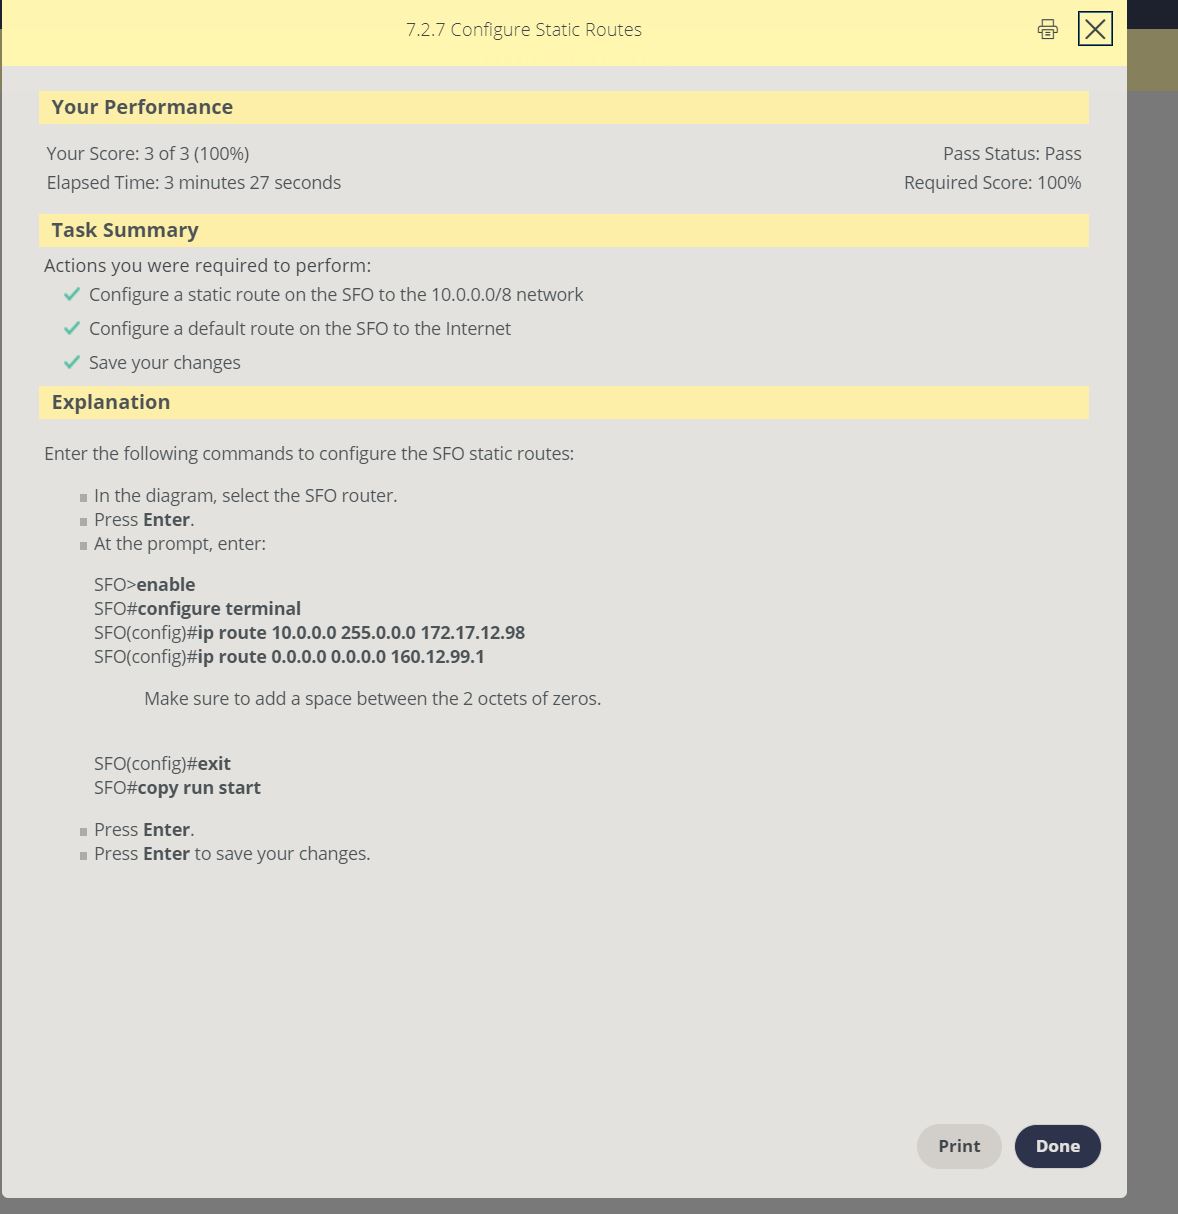 7.2.7 Configure Static Routes
Your Performance
Your Score: 3 of 3 (100%)
Pass Status: Pass
Elapsed Time: 3 minutes 27 seconds
Required Score: 100%
Task Summary
Actions you were required to perform:
Configure a static route on the SFO to the 10.0.0.0/8 network
Configure a default route on the SFO to the Internet
Save your changes
Explanation
Enter the following commands to configure the SFO static routes:
In the diagram, select the SFO router.
Press Enter.
At the prompt, enter:
SFO>enable
SFO#configure terminal
SFO(config)#ip route 10.0.0.0 255.0.0.0 172.17.12.98
SFO(config)#ip route 0.0.0.0 0.0.0.0 160.12.99.1
Make sure to add a space between the 2 octets of zeros.
SFO(config)#exit
SFO#copy run start
Press Enter.
Press Enter to save your changes.
Print
Done